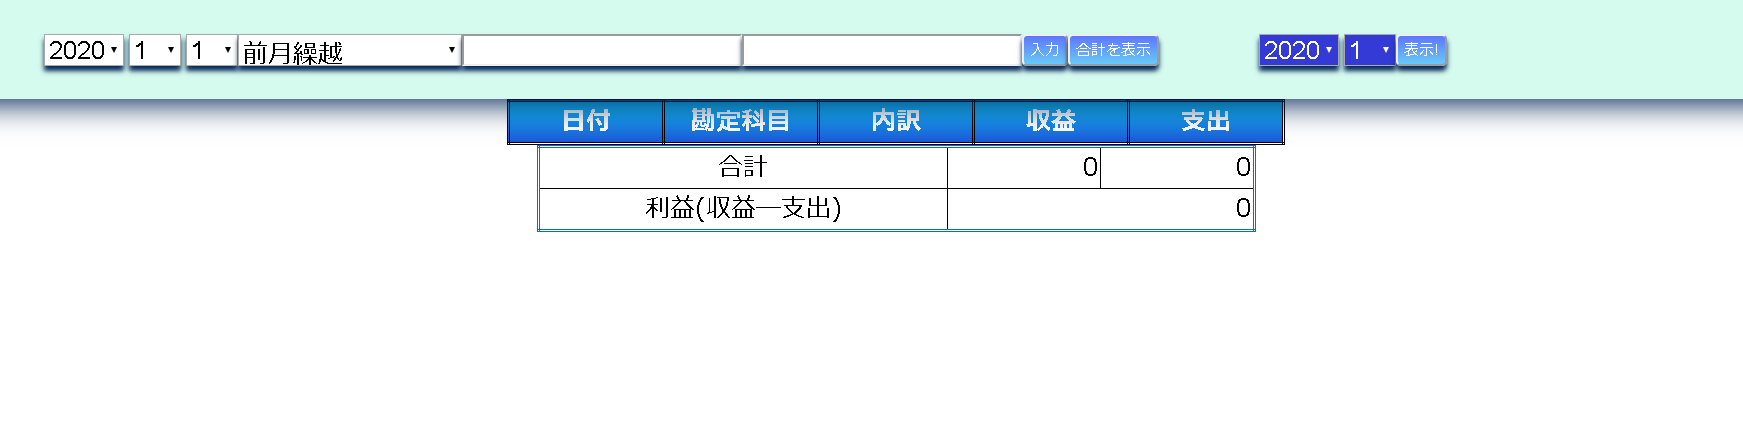 2020 1 1 前月繰越 入力 合計を表示 2020 1 表示!
日付 勘定科目 内訳 収益 支出
合計 0 0
利益(収益―支出) 0